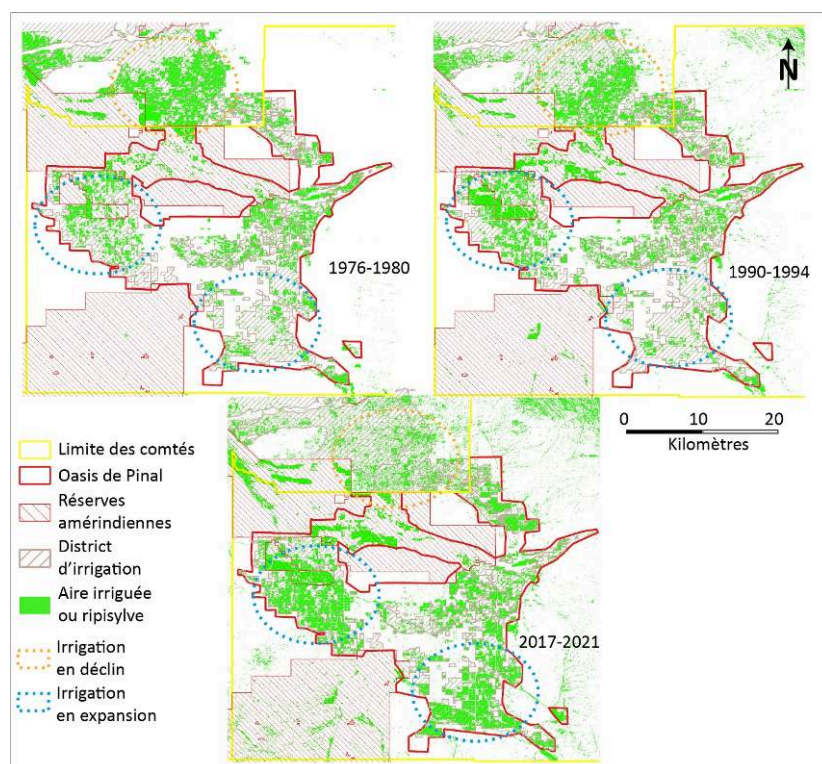 N
1976-1980
1990-1994
0 10 20
Kilomètres
Limite des comtés
Oasis de Pinal
Réserves
amérindiennes
District
d'irrigation
Aire irriguée
ou ripisylve
Irrigation
en déclin
Irrigation
en expansion
2017-2021